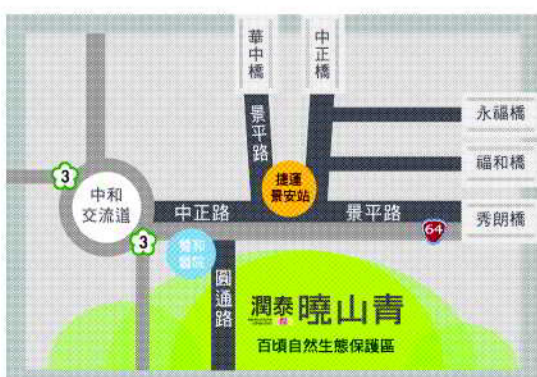 華中橋
中正橋
永福橋
景平路
福和橋
3
捷運
景安站
中和
交流道
中正路
景平路
秀朗橋
3
64
雙和
醫院
圓通路
潤泰 曉山青
百頃自然生態保護區